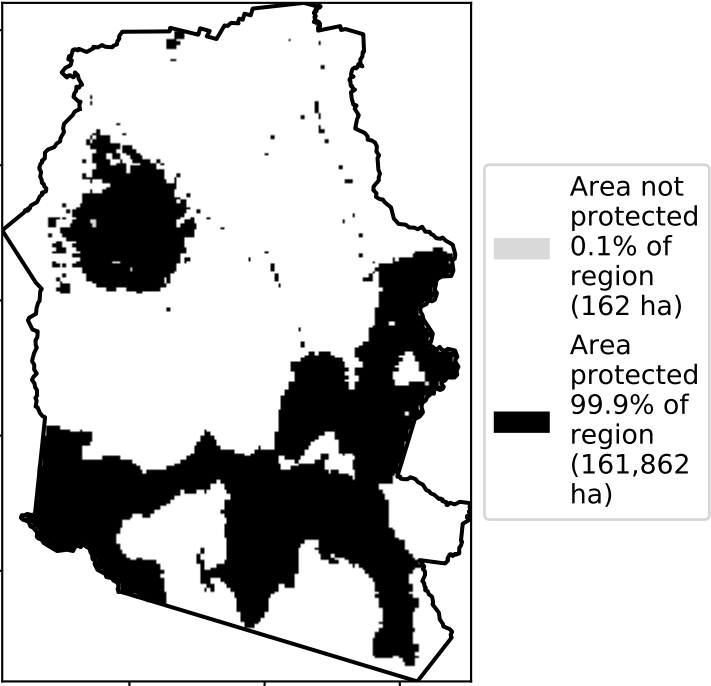 Area not
protected
0.1% of
region
(162 ha)
Area
protected
99.9% of
region
(161,862
ha)